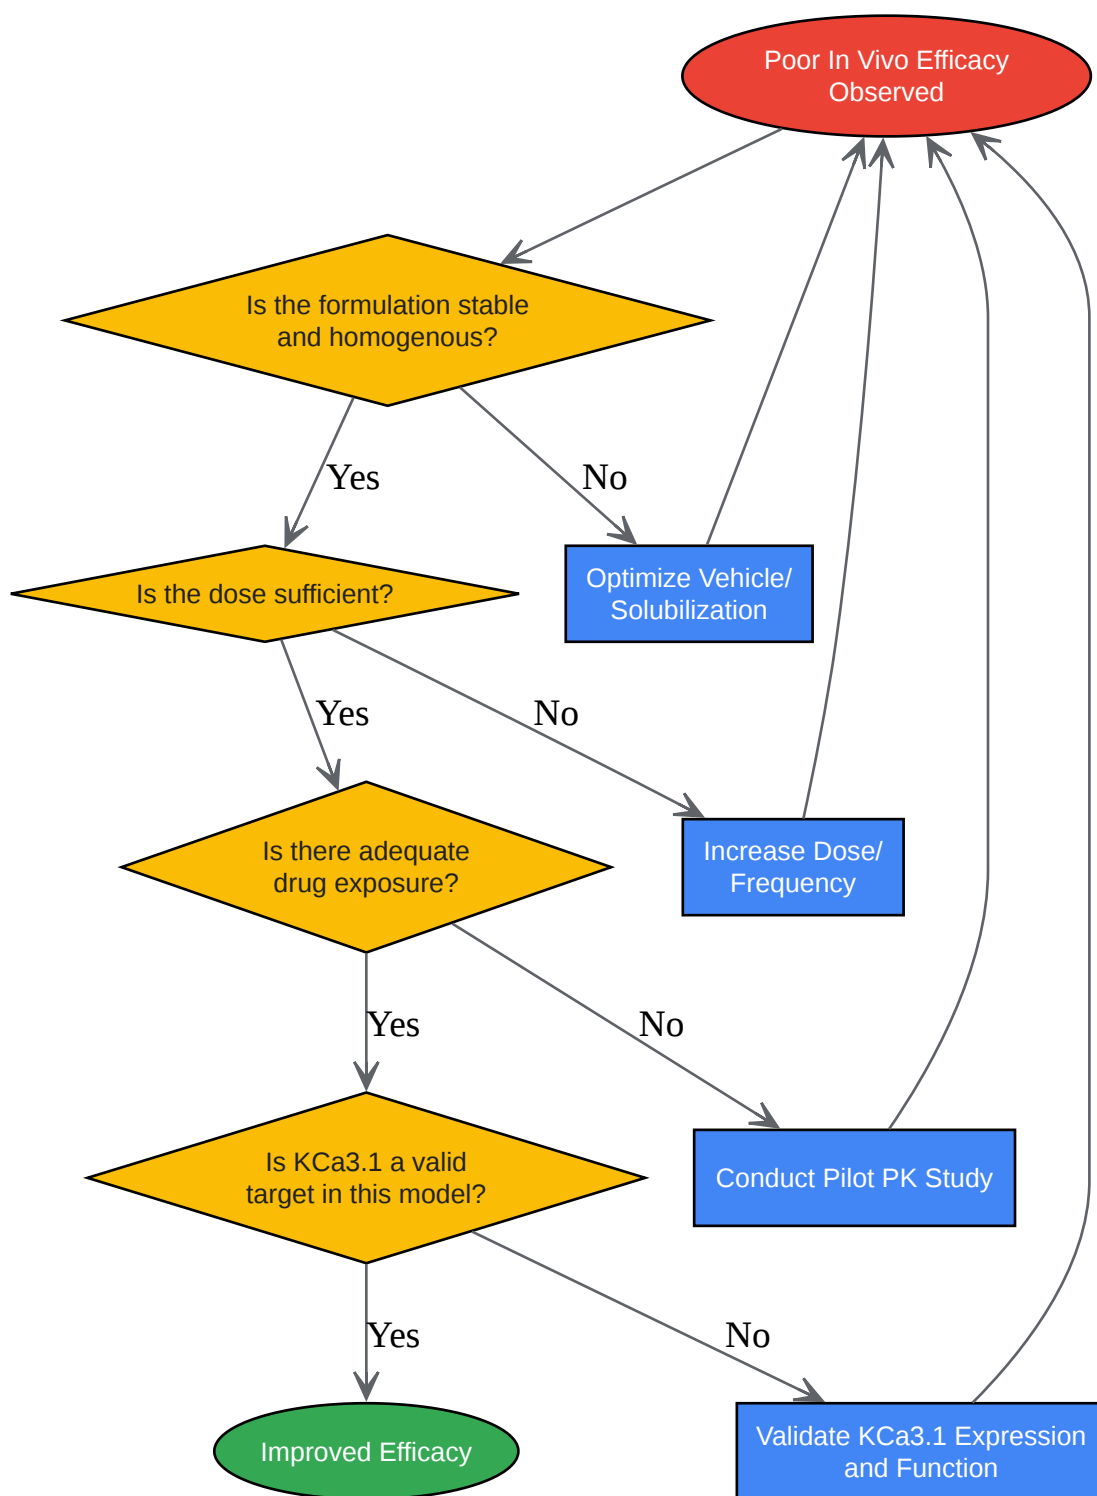 Poor In Vivo Efficacy
Observed
Is the formulation stable
and homogenous?
Yes
No
Optimize Vehicle/
Solubilization
Is the dose sufficient?
Yes
No
Increase Dose/
Frequency
Is there adequate
drug exposure?
Yes
No
Conduct Pilot PK Study
Is KCa3.1 a valid
target in this model?
Yes
No
Improved Efficacy
Validate KCa3.1 Expression
and Function